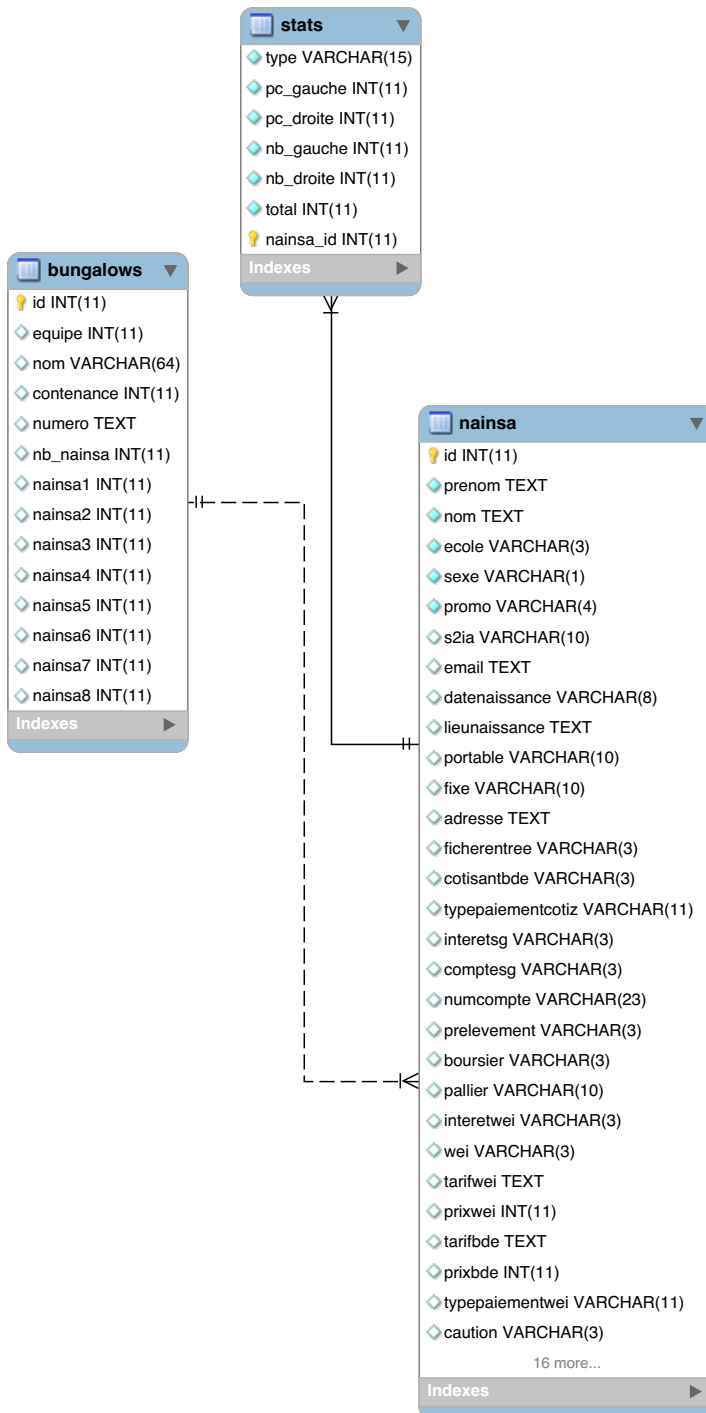 stats
type VARCHAR(15)
pc_gauche INT(11)
pc_droite INT(11)
nb_gauche INT(11)
nb_droite INT(11)
total INT(11)
nainsa_id INT(11)
Indexes
bungalows
id INT(11)
equipe INT(11)
nom VARCHAR(64)
contenance INT(11)
numero TEXT
nb_nainsa INT(11)
nainsa1 INT(11)
nainsa2 INT(11)
nainsa3 INT(11)
nainsa4 INT(11)
nainsa5 INT(11)
nainsa6 INT(11)
nainsa7 INT(11)
nainsa8 INT(11)
Indexes
nainsa
id INT(11)
prenom TEXT
nom TEXT
ecole VARCHAR(3)
sexe VARCHAR(1)
promo VARCHAR(4)
s2ia VARCHAR(10)
email TEXT
datenaissance VARCHAR(8)
lieunaissance TEXT
portable VARCHAR(10)
fixe VARCHAR(10)
adresse TEXT
ficherentree VARCHAR(3)
cotisantbde VARCHAR(3)
typepaiementcotiz VARCHAR(11)
interetsg VARCHAR(3)
comptesg VARCHAR(3)
numcompte VARCHAR(23)
prelevement VARCHAR(3)
boursier VARCHAR(3)
pallier VARCHAR(10)
interetwei VARCHAR(3)
wei VARCHAR(3)
tarifwei TEXT
prixwei INT(11)
tarifbde TEXT
prixbde INT(11)
typepaiementwei VARCHAR(11)
caution VARCHAR(3)
16 more...
Indexes